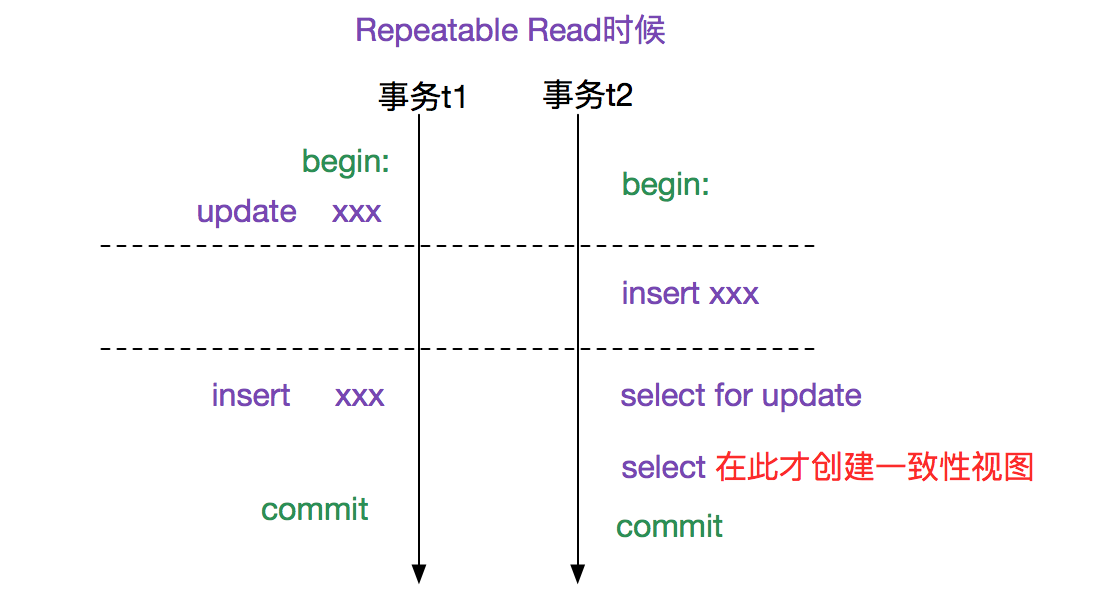 Repeatable Read时候
事务t1
事务t2
begin:
begin:
update xxx
insert xxx
insert xxx
select for update
select 在此才创建一致性视图
commit
commit